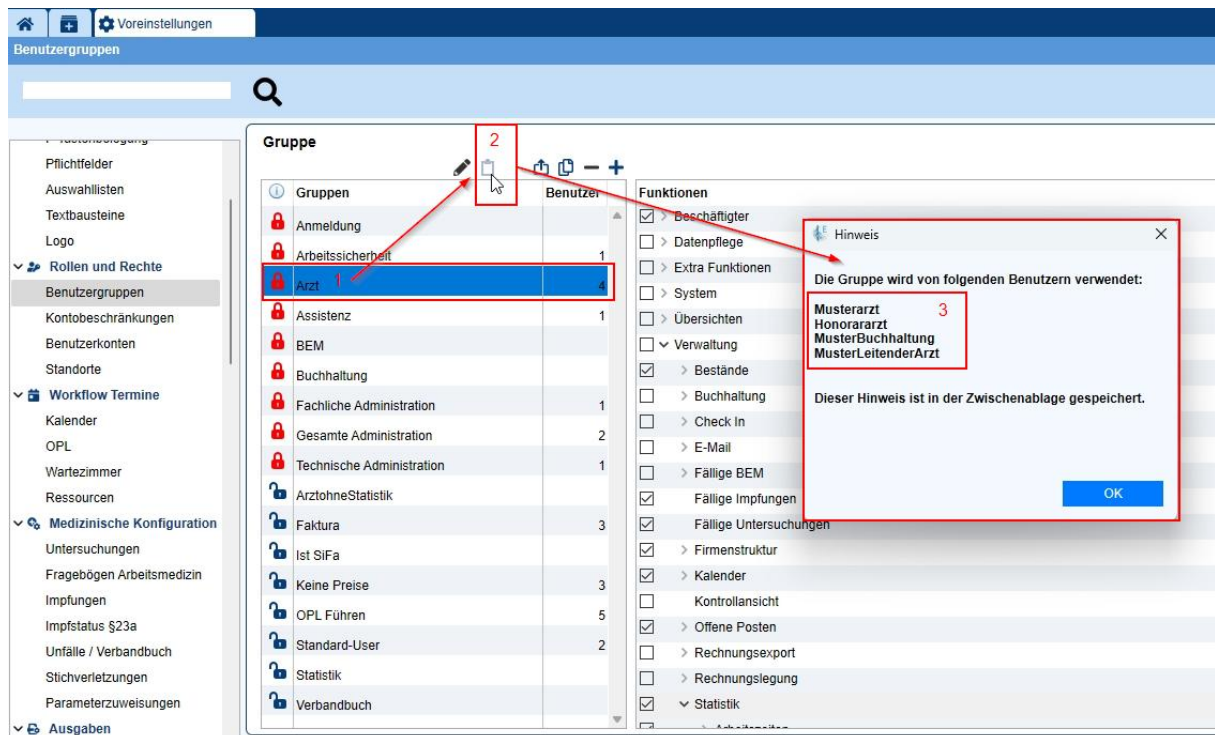 Voreinstellungen
Benutzergruppen
Pflichtfelder
Auswahllisten
Textbausteine
Logo
Rollen und Rechte
Benutzergruppen
Kontobeschränkungen
Benutzerkonten
Standorte
Workflow Termine
Kalender
OPL
Wartezimmer
Ressourcen
Medizinische Konfiguration
Untersuchungen
Fragebögen Arbeitsmedizin
Impfungen
Impfstatus §23a
Unfälle / Verbandbuch
Stichverletzungen
Parameterzuweisungen
Ausgaben
Gruppe
2
Gruppen Benutzer
Anmeldung
Arbeitssicherheit 1
Arzt 1 4
Assistenz 1
BEM
Buchhaltung
Fachliche Administration 1
Gesamte Administration 2
Technische Administration 1
ArztohneStatistik
Faktura 3
Ist SiFa
Keine Preise 3
OPL Führen 5
Standard-User 2
Statistik
Verbandbuch
Funktionen
Beschäftigter
Datenpflege
Extra Funktionen
System
Übersichten
Verwaltung
Bestände
Buchhaltung
Check In
E-Mail
Fällige BEM
Fällige Impfungen
Fällige Untersuchungen
Firmenstruktur
Kalender
Kontrollansicht
Offene Posten
Rechnungsexport
Rechnungslegung
Statistik
Hinweis
Die Gruppe wird von folgenden Benutzern verwendet:
Musterarzt 3
Honorararzt
MusterBuchhaltung
MusterLeitenderArzt
Dieser Hinweis ist in der Zwischenablage gespeichert.
OK